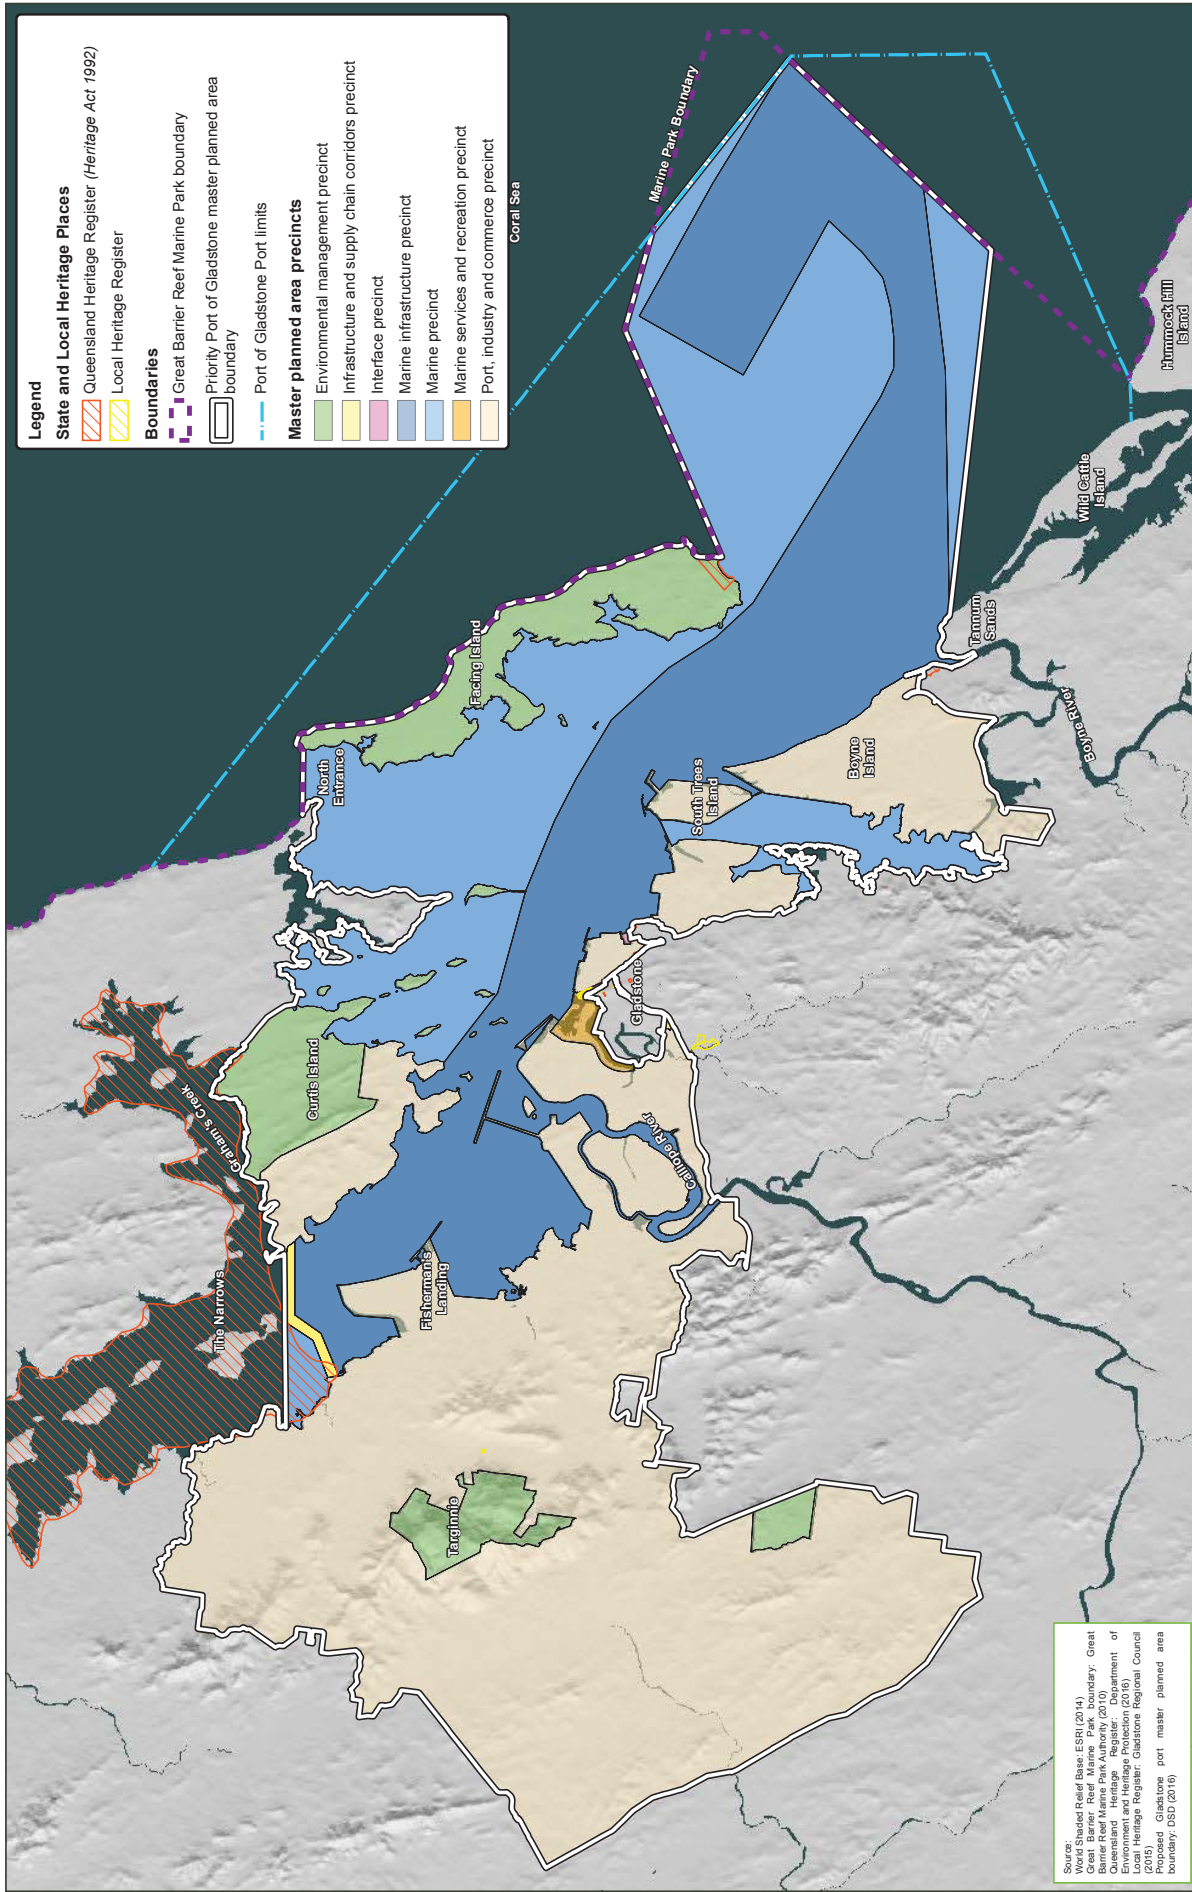 Legend
State and Local Heritage Places
Queensland Heritage Register (Heritage Act 1992)
Local Heritage Register
Boundaries
Great Barrier Reef Marine Park boundary
Priority Port of Gladstone master planned area
boundary
Port of Gladstone Port limits
Master planned area precincts
Environmental management precinct
Infrastructure and supply chain corridors precinct
Interface precinct
Marine infrastructure precinct
Marine precinct
Marine services and recreation precinct
Port, industry and commerce precinct
Coral Sea
Marine Park Boundary
Hummock Hill
Island
Wild Cattle
Island
Tannum
Sands
Boyne River
Boyne
Island
South Trees
Island
Facing Island
North
Entrance
Gladstone
Calliope River
Curtis Island
Graham's Creek
The Narrows
Fisherman's
Landing
Targinnie
Source:
World Shaded Relief Base: ESRI (2014)
Great Barrier Reef Marine Park boundary: Great
Barrier Reef Marine Park Authority (2010)
Queensland Heritage Register: Department of
Environment and Heritage Protection (2016)
Local Heritage Register: Gladstone Regional Council
(2015)
Proposed Gladstone port master planned area
boundary: DSD (2016)